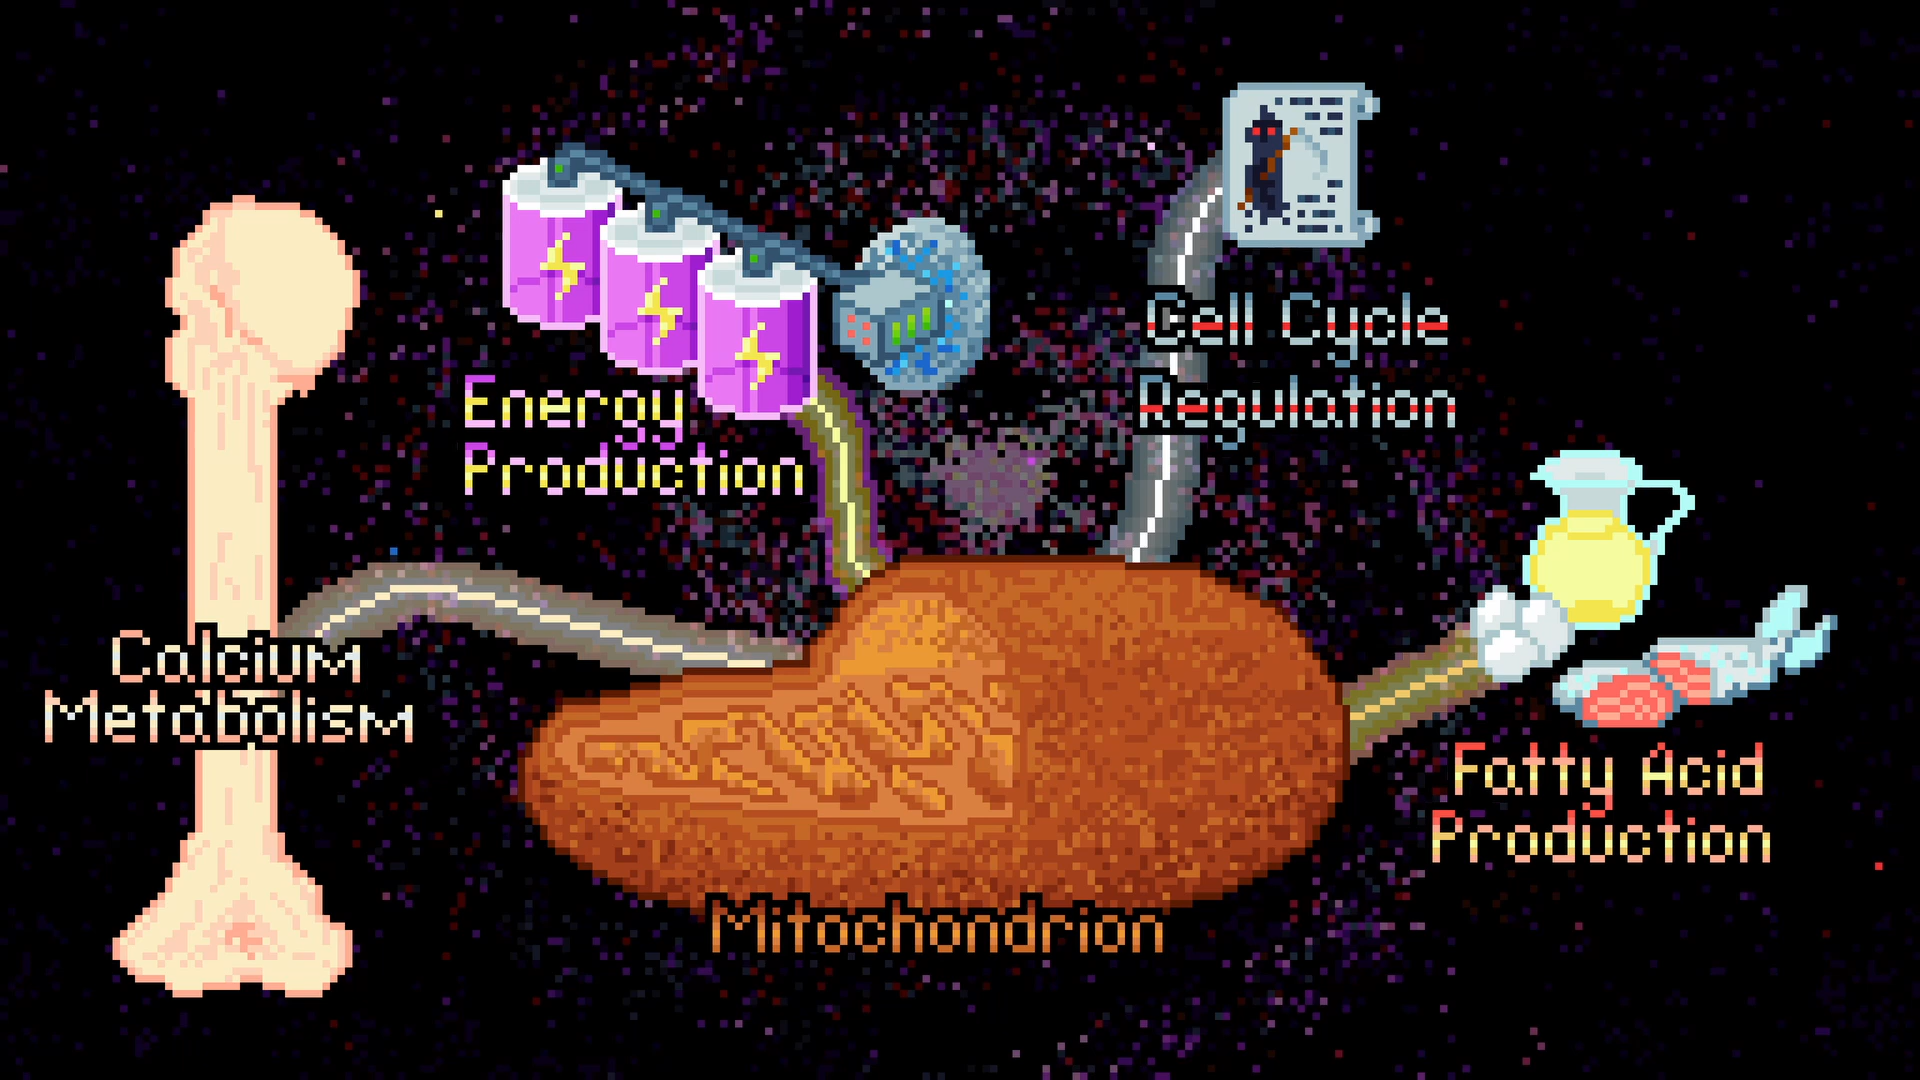 Energy
Production
Cell Cycle
Regulation
Calcium
Metabolism
Fatty Acid
Production
Mitochondrion